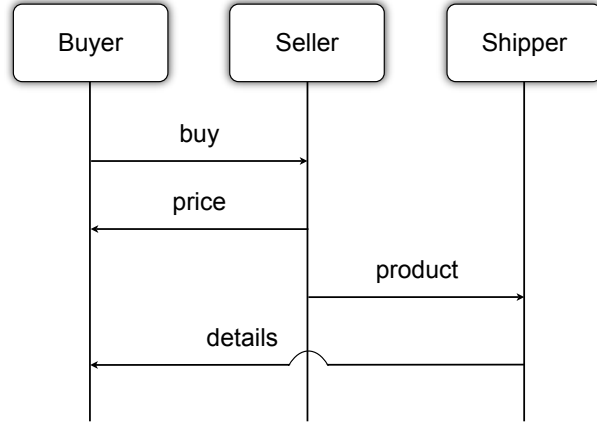 Buyer
Seller
Shipper
buy
price
product
details